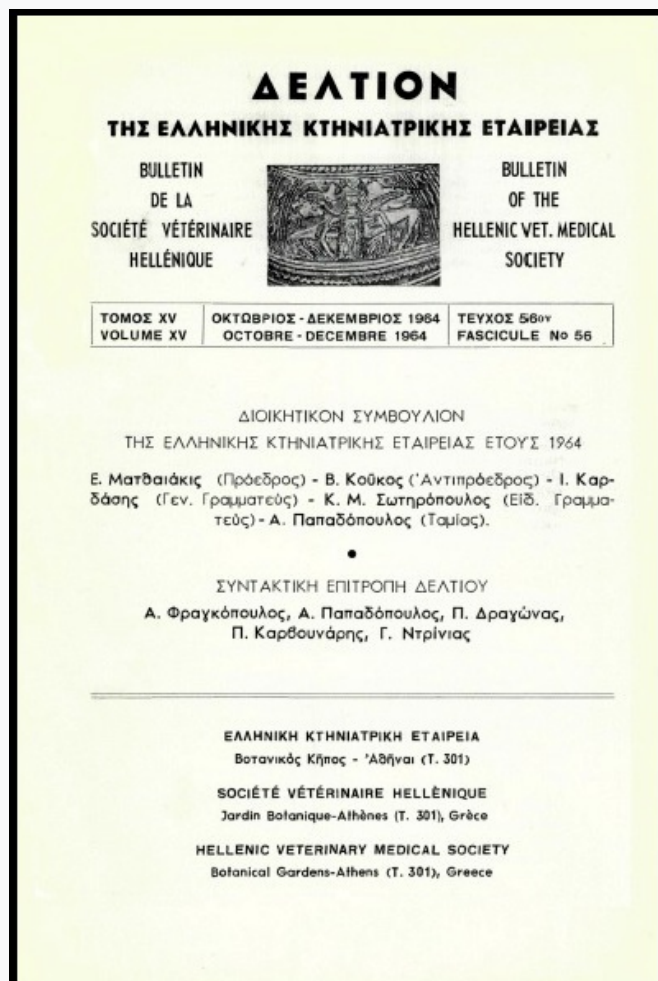 ΔΕΛΤΙΟΝ
ΤΗΣ ΕΛΛΗΝΙΚΗΣ ΚΤΗΝΙΑΤΡΙΚΗΣ ΕΤΑΙΡΕΙΑΣ
BULLETIN
DE LA
SOCIÉTÉ VÉTÉRINAIRE
HELLÉNIQUE
BULLETIN
OF THE
HELLENIC VET. MEDICAL
SOCIETY
ΤΟΜΟΣ XV
VOLUME XV
ΟΚΤΩΒΡΙΟΣ - ΔΕΚΕΜΒΡΙΟΣ 1964
OCTOBRE - DECEMBRE 1964
ΤΕΥΧΟΣ 56ον
FASCICULE No 56
ΔΙΟΙΚΗΤΙΚΟΝ ΣΥΜΒΟΥΛΙΟΝ
ΤΗΣ ΕΛΛΗΝΙΚΗΣ ΚΤΗΝΙΑΤΡΙΚΗΣ ΕΤΑΙΡΕΙΑΣ ΕΤΟΥΣ 1964
Ε. Ματθαιάκις (Πρόεδρος) - Β. Κοῦκος (Ἀντιπρόεδρος) - Ι. Καρ-
δάσης (Γεν. Γραμματεύς) - Κ. Μ. Σωτηρόπουλος (Εἰδ. Γραμμα-
τεύς) - Α. Παπαδόπουλος (Ταμίας).
ΣΥΝΤΑΚΤΙΚΗ ΕΠΙΤΡΟΠΗ ΔΕΛΤΙΟΥ
Α. Φραγκόπουλος, Α. Παπαδόπουλος, Π. Δραγώνας,
Π. Καρβουνάρης, Γ. Ντρίνιας
ΕΛΛΗΝΙΚΗ ΚΤΗΝΙΑΤΡΙΚΗ ΕΤΑΙΡΕΙΑ
Βοτανικός Κῆπος - Ἀθῆναι (Τ. 301)
SOCIÉTÉ VÉTÉRINAIRE HELLÈNIQUE
Jardin Botanique-Athènes (T. 301), Grèce
HELLENIC VETERINARY MEDICAL SOCIETY
Botanical Gardens-Athens (T. 301), Greece